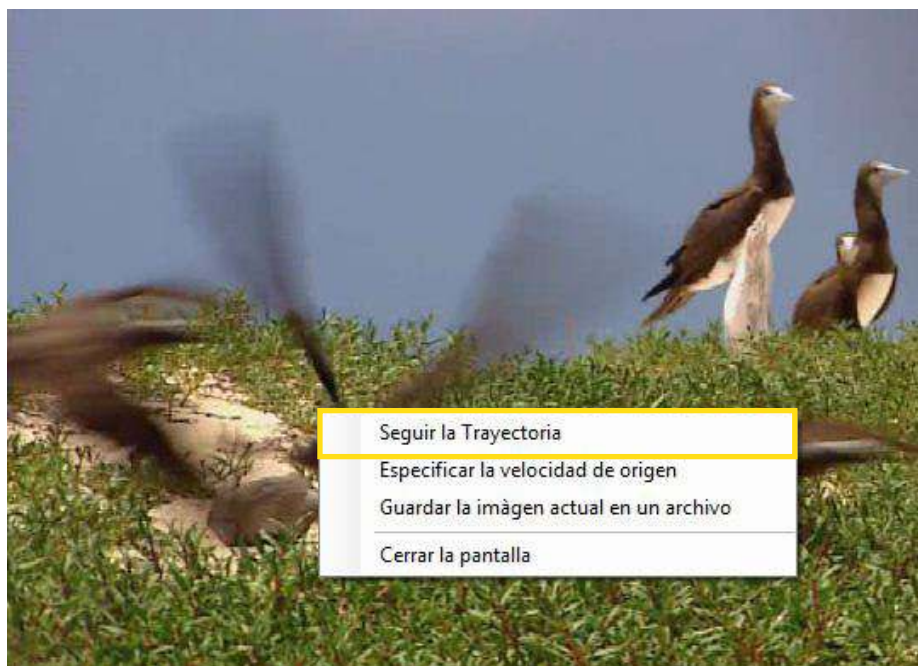 Seguir la Trayectoria
Especificar la velocidad de origen
Guardar la imàgen actual en un archivo
Cerrar la pantalla